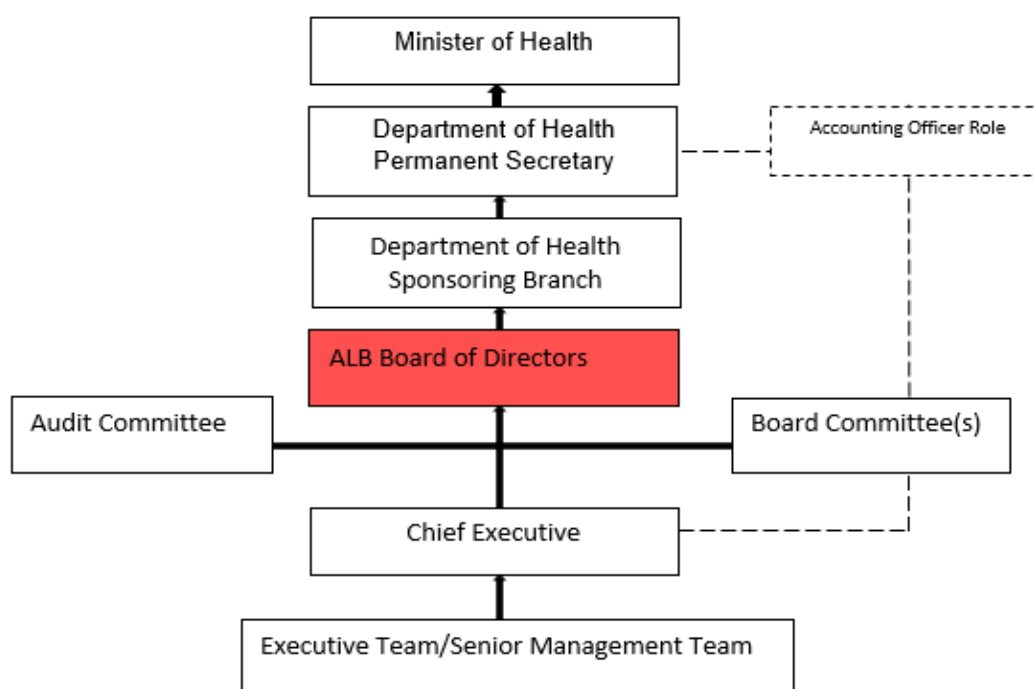 Minister of Health
Department of Health
Permanent Secretary
Accounting Officer Role
Department of Health
Sponsoring Branch
ALB Board of Directors
Audit Committee
Board Committee(s)
Chief Executive
Executive Team/Senior Management Team